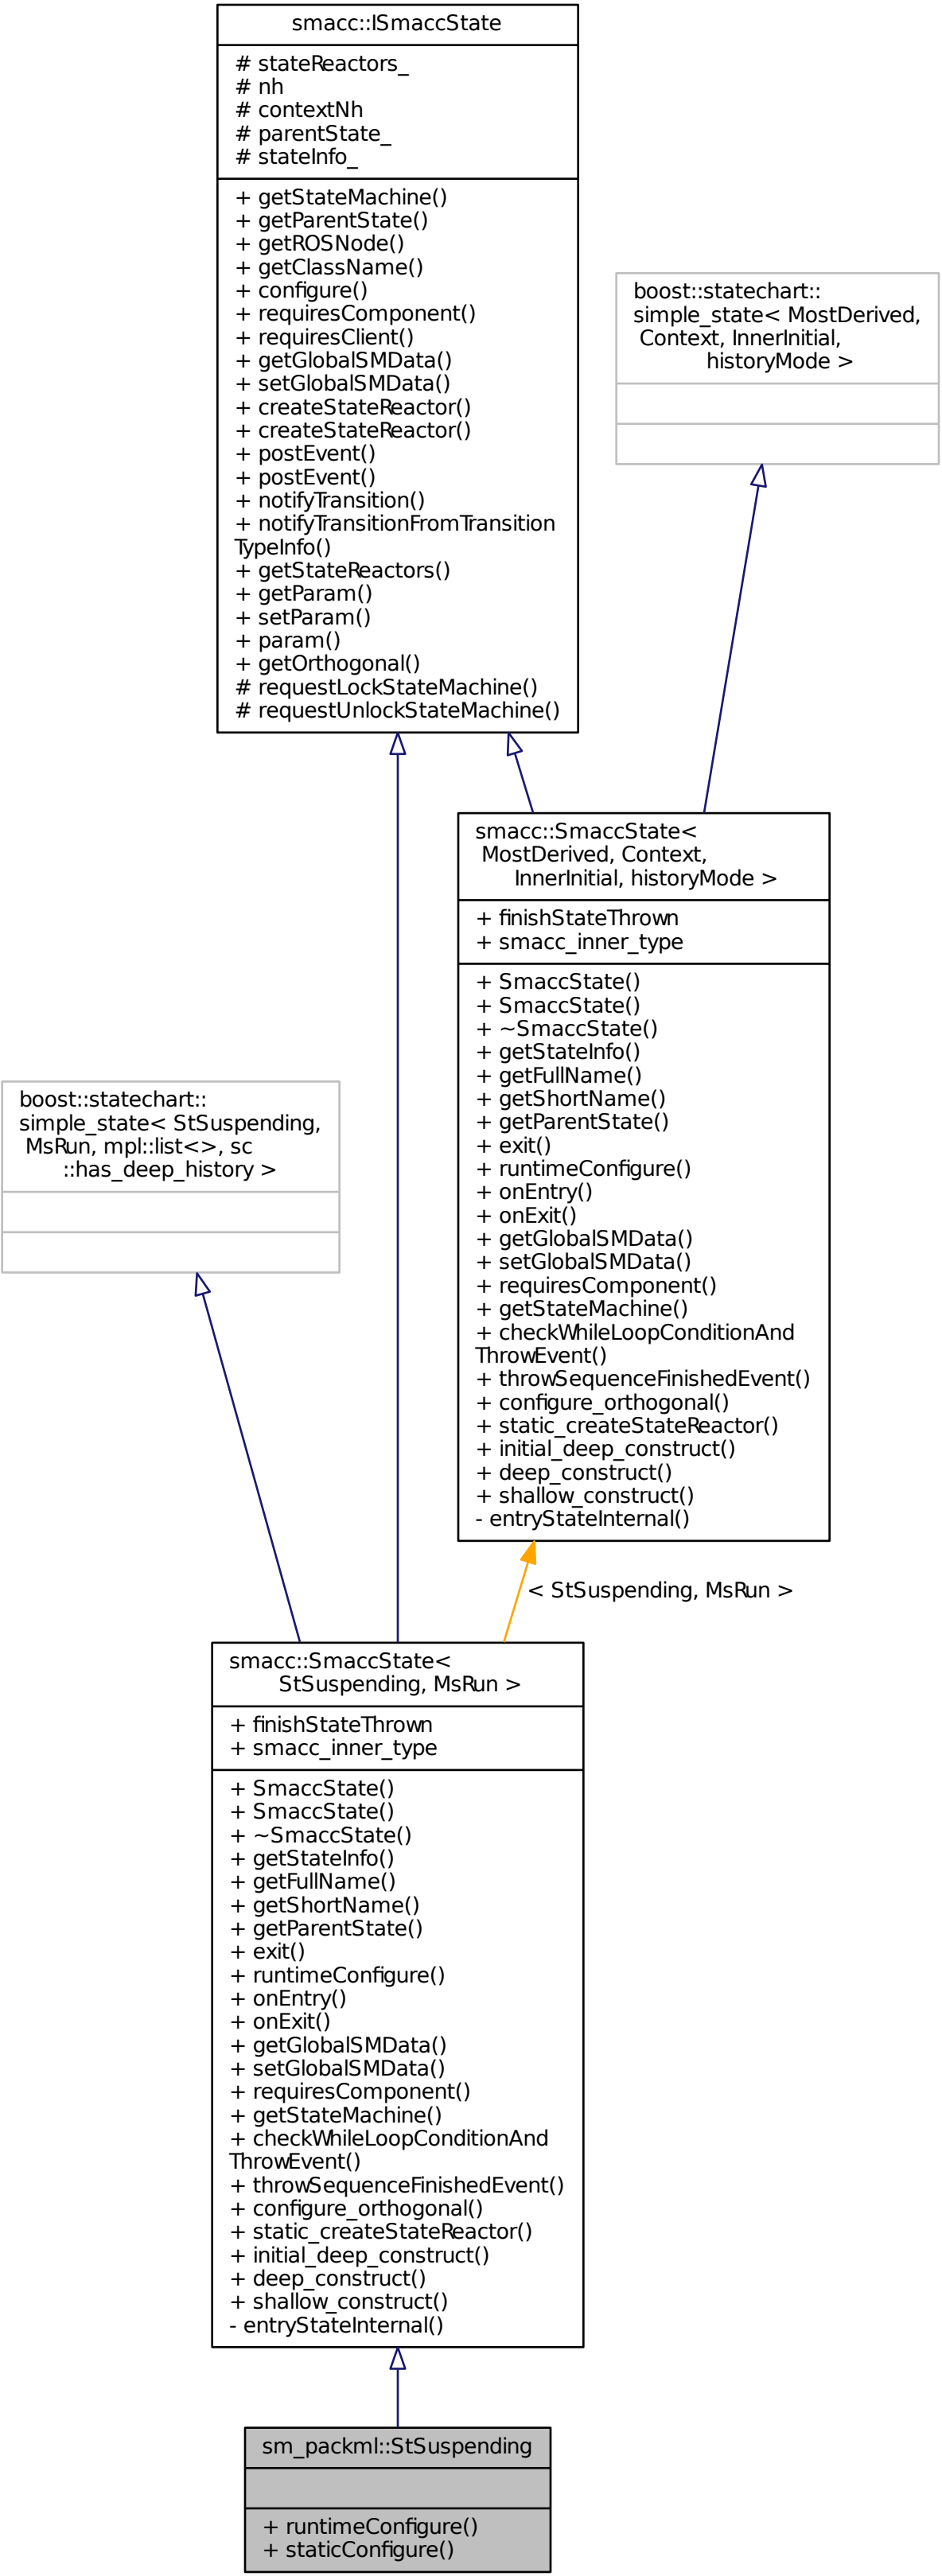 smacc::ISmaccState
# stateReactors_
# nh
# contextNh
# parentState_
# stateInfo_
+ getStateMachine()
+ getParentState()
+ getROSNode()
+ getClassName()
+ configure()
+ requiresComponent()
+ requiresClient()
+ getGlobalSMData()
+ setGlobalSMData()
+ createStateReactor()
+ createStateReactor()
+ postEvent()
+ postEvent()
+ notifyTransition()
+ notifyTransitionFromTransition
TypeInfo()
+ getStateReactors()
+ getParam()
+ setParam()
+ param()
+ getOrthogonal()
# requestLockStateMachine()
# requestUnlockStateMachine()
boost::statechart::
simple_state< MostDerived,
Context, InnerInitial,
historyMode >
smacc::SmaccState<
MostDerived, Context,
InnerInitial, historyMode >
+ finishStateThrown
+ smacc_inner_type
+ SmaccState()
+ SmaccState()
+ ~SmaccState()
+ getStateInfo()
+ getFullName()
+ getShortName()
+ getParentState()
+ exit()
+ runtimeConfigure()
+ onEntry()
+ onExit()
+ getGlobalSMData()
+ setGlobalSMData()
+ requiresComponent()
+ getStateMachine()
+ checkWhileLoopConditionAnd
ThrowEvent()
+ throwSequenceFinishedEvent()
+ configure_orthogonal()
+ static_createStateReactor()
+ initial_deep_construct()
+ deep_construct()
+ shallow_construct()
- entryStateInternal()
boost::statechart::
simple_state< StSuspending,
MsRun, mpl::list<>, sc
::has_deep_history >
< StSuspending, MsRun >
smacc::SmaccState<
StSuspending, MsRun >
+ finishStateThrown
+ smacc_inner_type
+ SmaccState()
+ SmaccState()
+ ~SmaccState()
+ getStateInfo()
+ getFullName()
+ getShortName()
+ getParentState()
+ exit()
+ runtimeConfigure()
+ onEntry()
+ onExit()
+ getGlobalSMData()
+ setGlobalSMData()
+ requiresComponent()
+ getStateMachine()
+ checkWhileLoopConditionAnd
ThrowEvent()
+ throwSequenceFinishedEvent()
+ configure_orthogonal()
+ static_createStateReactor()
+ initial_deep_construct()
+ deep_construct()
+ shallow_construct()
- entryStateInternal()
sm_packml::StSuspending
+ runtimeConfigure()
+ staticConfigure()